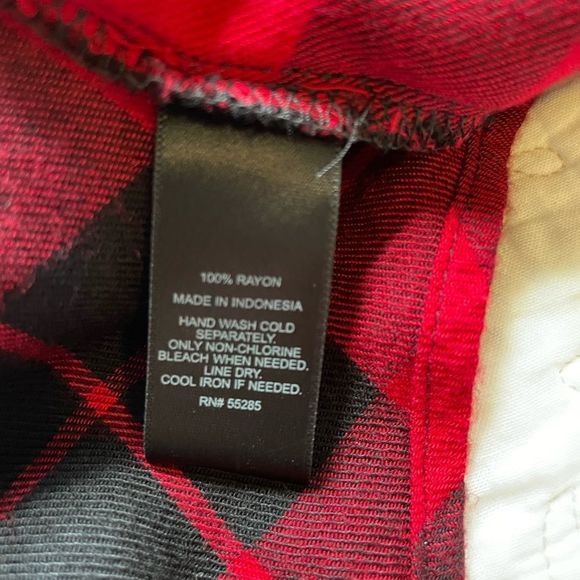 100% RAYON
MADE IN INDONESIA
HAND WASH COLD
SEPARATELY.
ONLY NON-CHLORINE
BLEACH WHEN NEEDED.
LINE DRY.
COOL IRON IF NEEDED.
RN# 55285